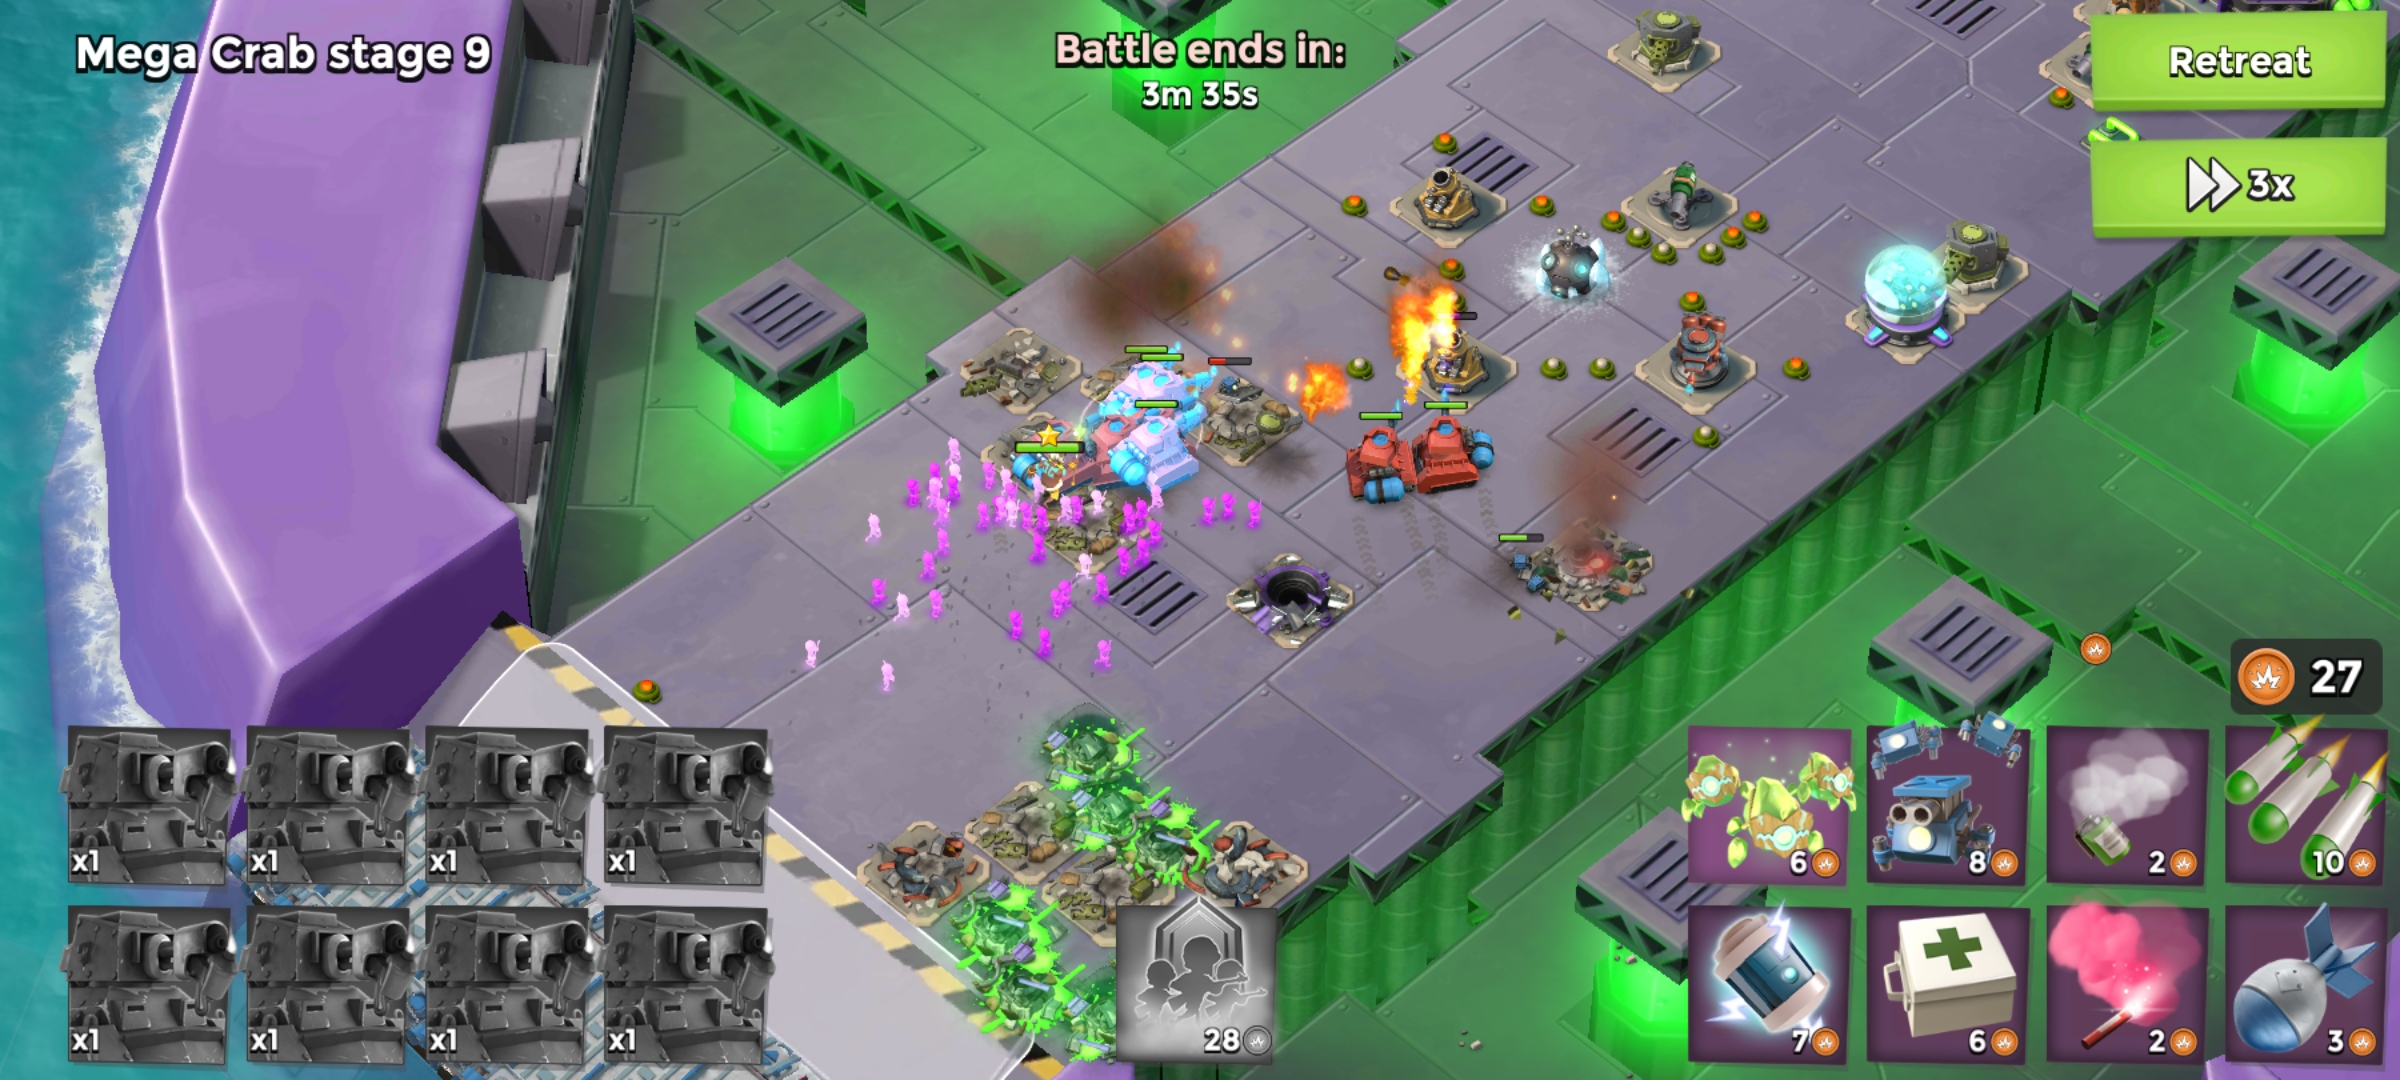 Mega Crab stage 9
Battle ends in:
3m 35s
Retreat
3x
27
x1
x1
x1
x1
6
8
2
10
x1
x1
x1
x1
28
7
6
2
3